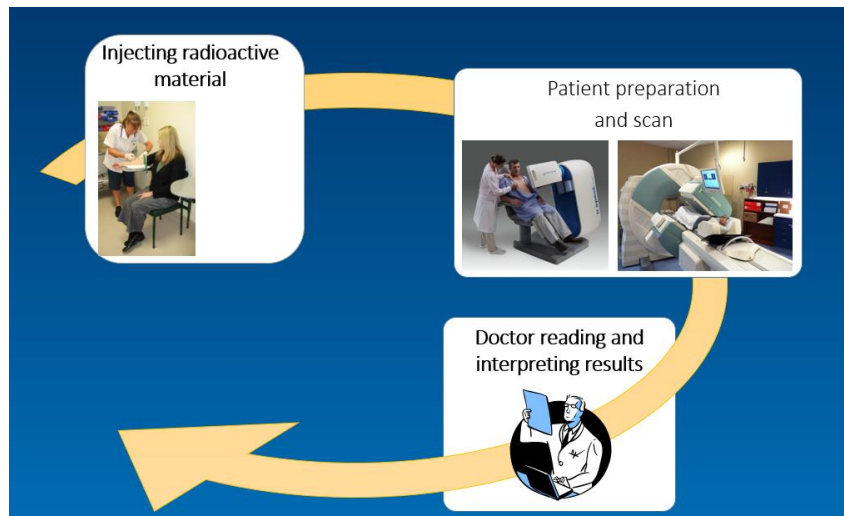 Injecting radioactive
material
Patient preparation
and scan
Doctor reading and
interpreting results